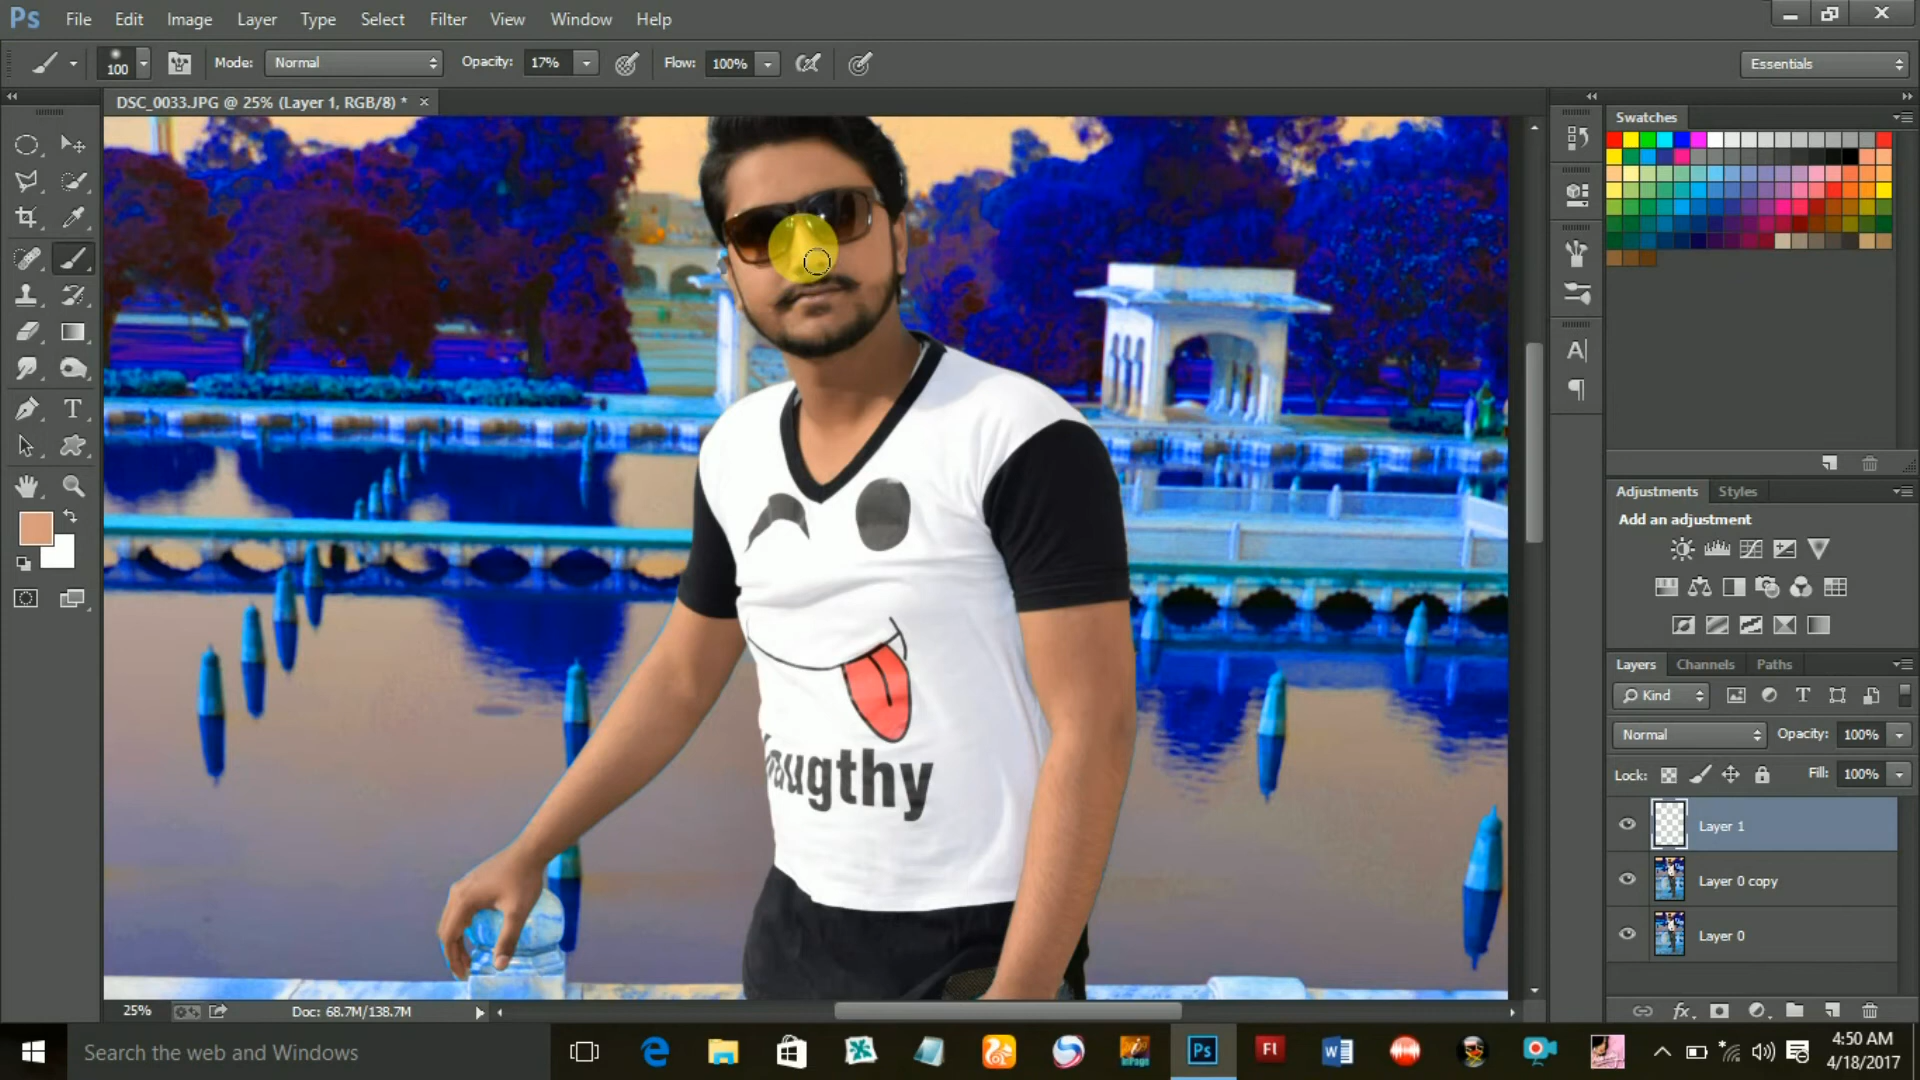 Ps File Edit Image Layer Type Select Filter View Window Help
100 Mode: Normal Opacity: 17% Flow: 100% Essentials
DSC_0033.JPG @ 25% (Layer 1, RGB/8) * ×
Swatches
Adjustments Styles
Add an adjustment
Layers Channels Paths
Kind
Normal Opacity: 100%
Lock: Fill: 100%
Layer 1
Layer 0 copy
Layer 0
augthy
25% Doc: 68.7M/138.7M
Search the web and Windows
Ps Fl W
4:50 AM
4/18/2017